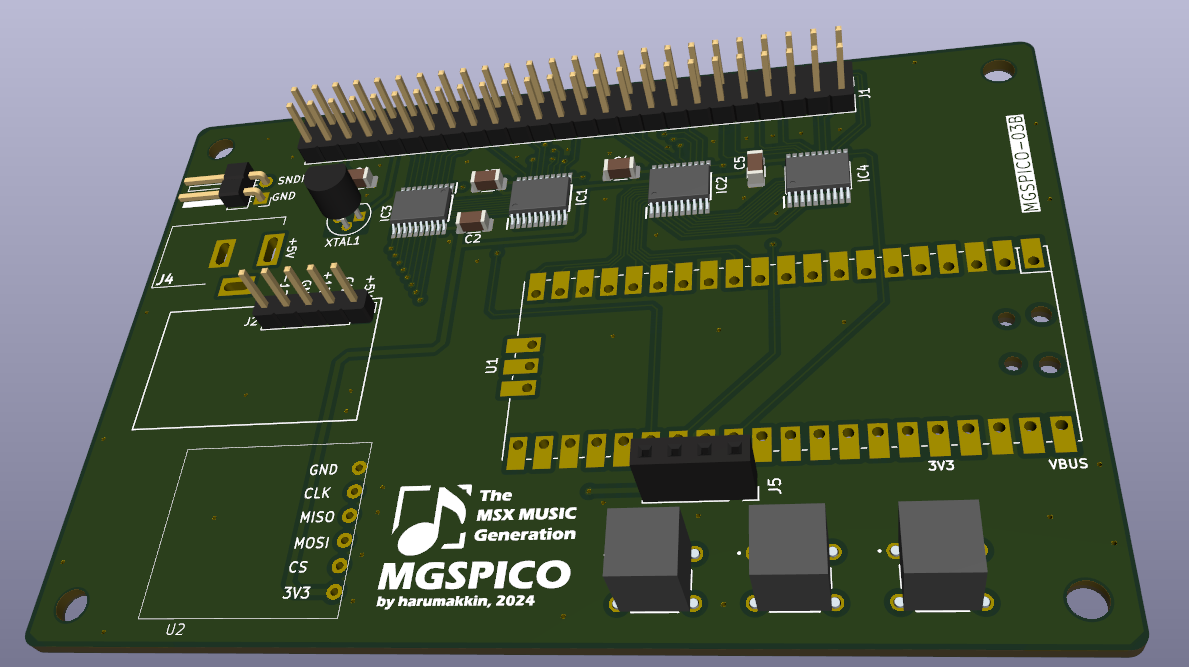 J1
MGSPICO-03B
SND
GND
XTAL1
IC3
C2
IC1
IC2
C5
IC4
J4
+5V
+5V
J2
U1
3V3
VBUS
J5
GND
CLK
MISO
MOSI
CS
3V3
U2
The
MSX MUSIC
Generation
MGSPICO
by harumakkin, 2024